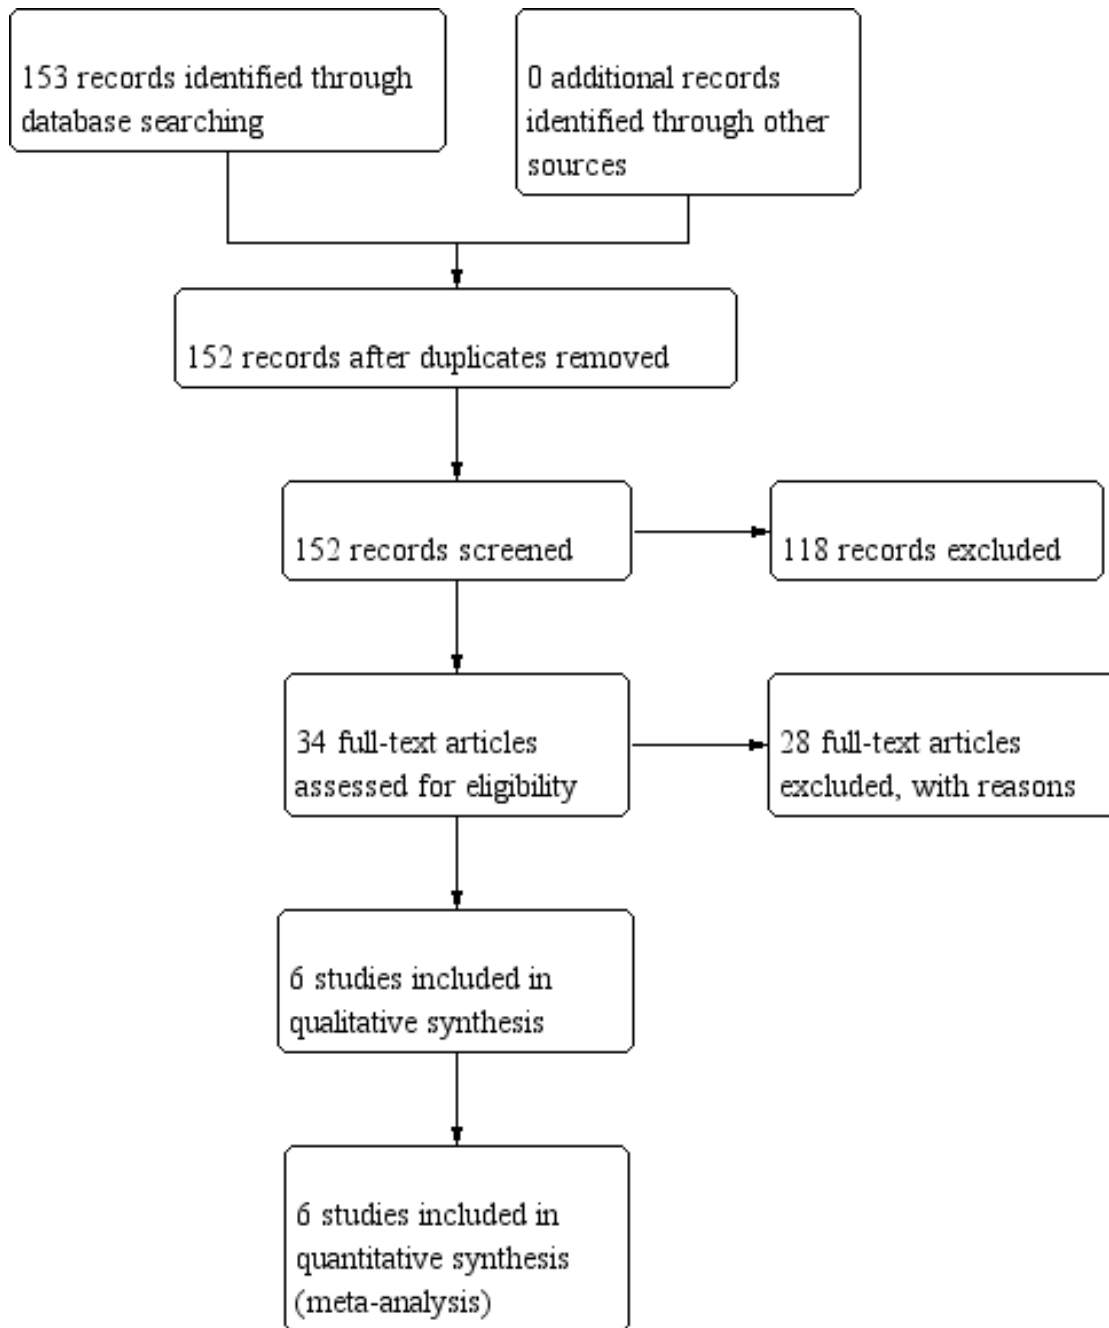 153 records identified through
database searching
0 additional records
identified through other
sources
152 records after duplicates removed
152 records screened
118 records excluded
34 full-text articles
assessed for eligibility
28 full-text articles
excluded, with reasons
6 studies included in
qualitative synthesis
6 studies included in
quantitative synthesis
(meta-analysis)